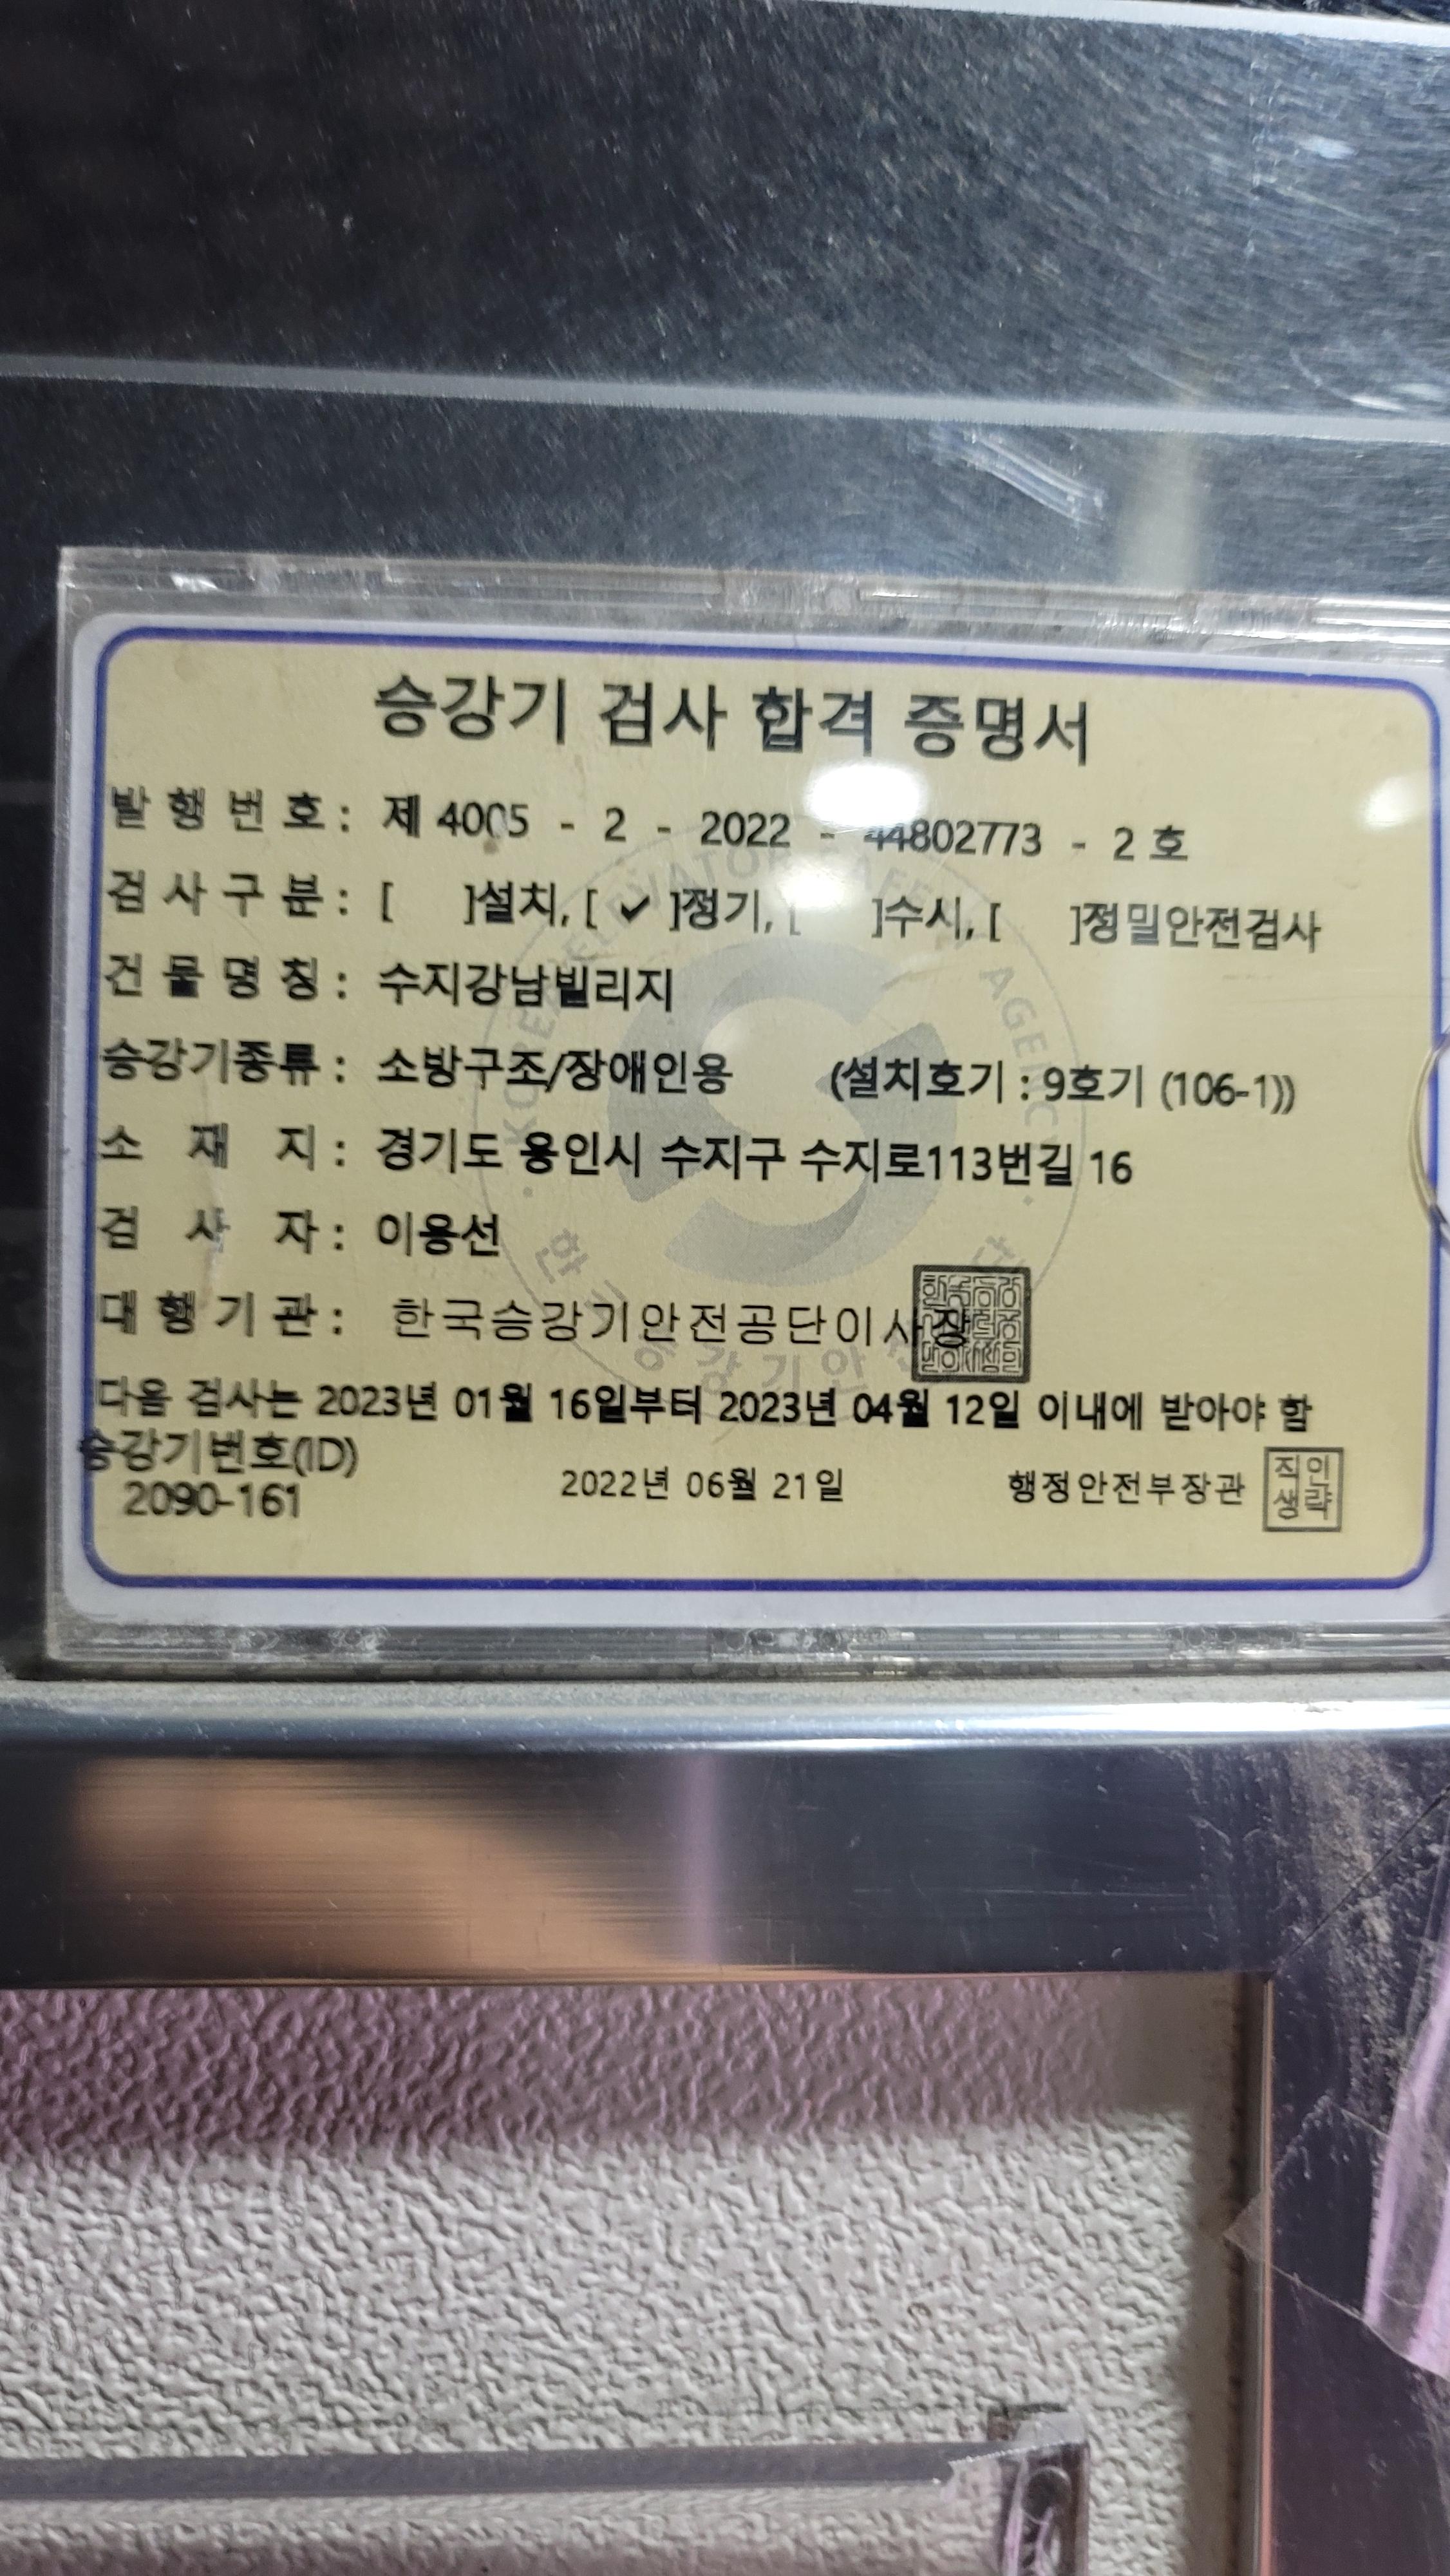 승강기 검사 합격 증명서
발 행 번 호 : 제 4005 - 2 - 2022 - 44802773 - 2 호
검 사 구 분 : [ ]설치, [ ✔ ]정기, [ ]수시, [ ]정밀안전검사
건 물 명 칭 : 수지강남빌리지
승강기종류 : 소방구조/장애인용 (설치호기 : 9호기 (106-1))
소 재 지 : 경기도 용인시 수지구 수지로113번길 16
검 사 자 : 이용선
대 행 기 관 : 한국승강기안전공단이사장
다음 검사는 2023년 01월 16일부터 2023년 04월 12일 이내에 받아야 함
승강기번호(ID)
2090-161
2022년 06월 21일
행정안전부장관
직인
생략